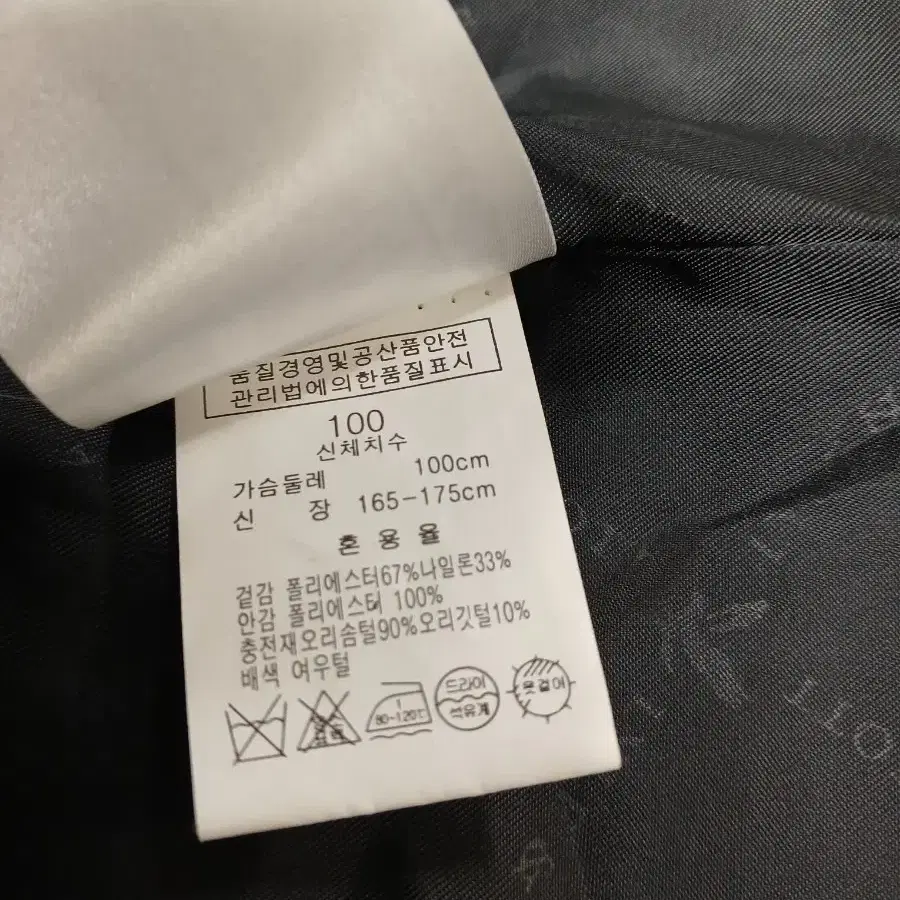 품질경영및공산품안전
관리법에의한품질표시
100
신체치수
가슴둘레 100cm
신 장 165-175cm
혼 용 율
겉감 폴리에스터67%나일론33%
안감 폴리에스터 100%
충전재오리솜털90%오리깃털10%
배색 여우털
1
80-120℃
드라이
석유계
옷걸이